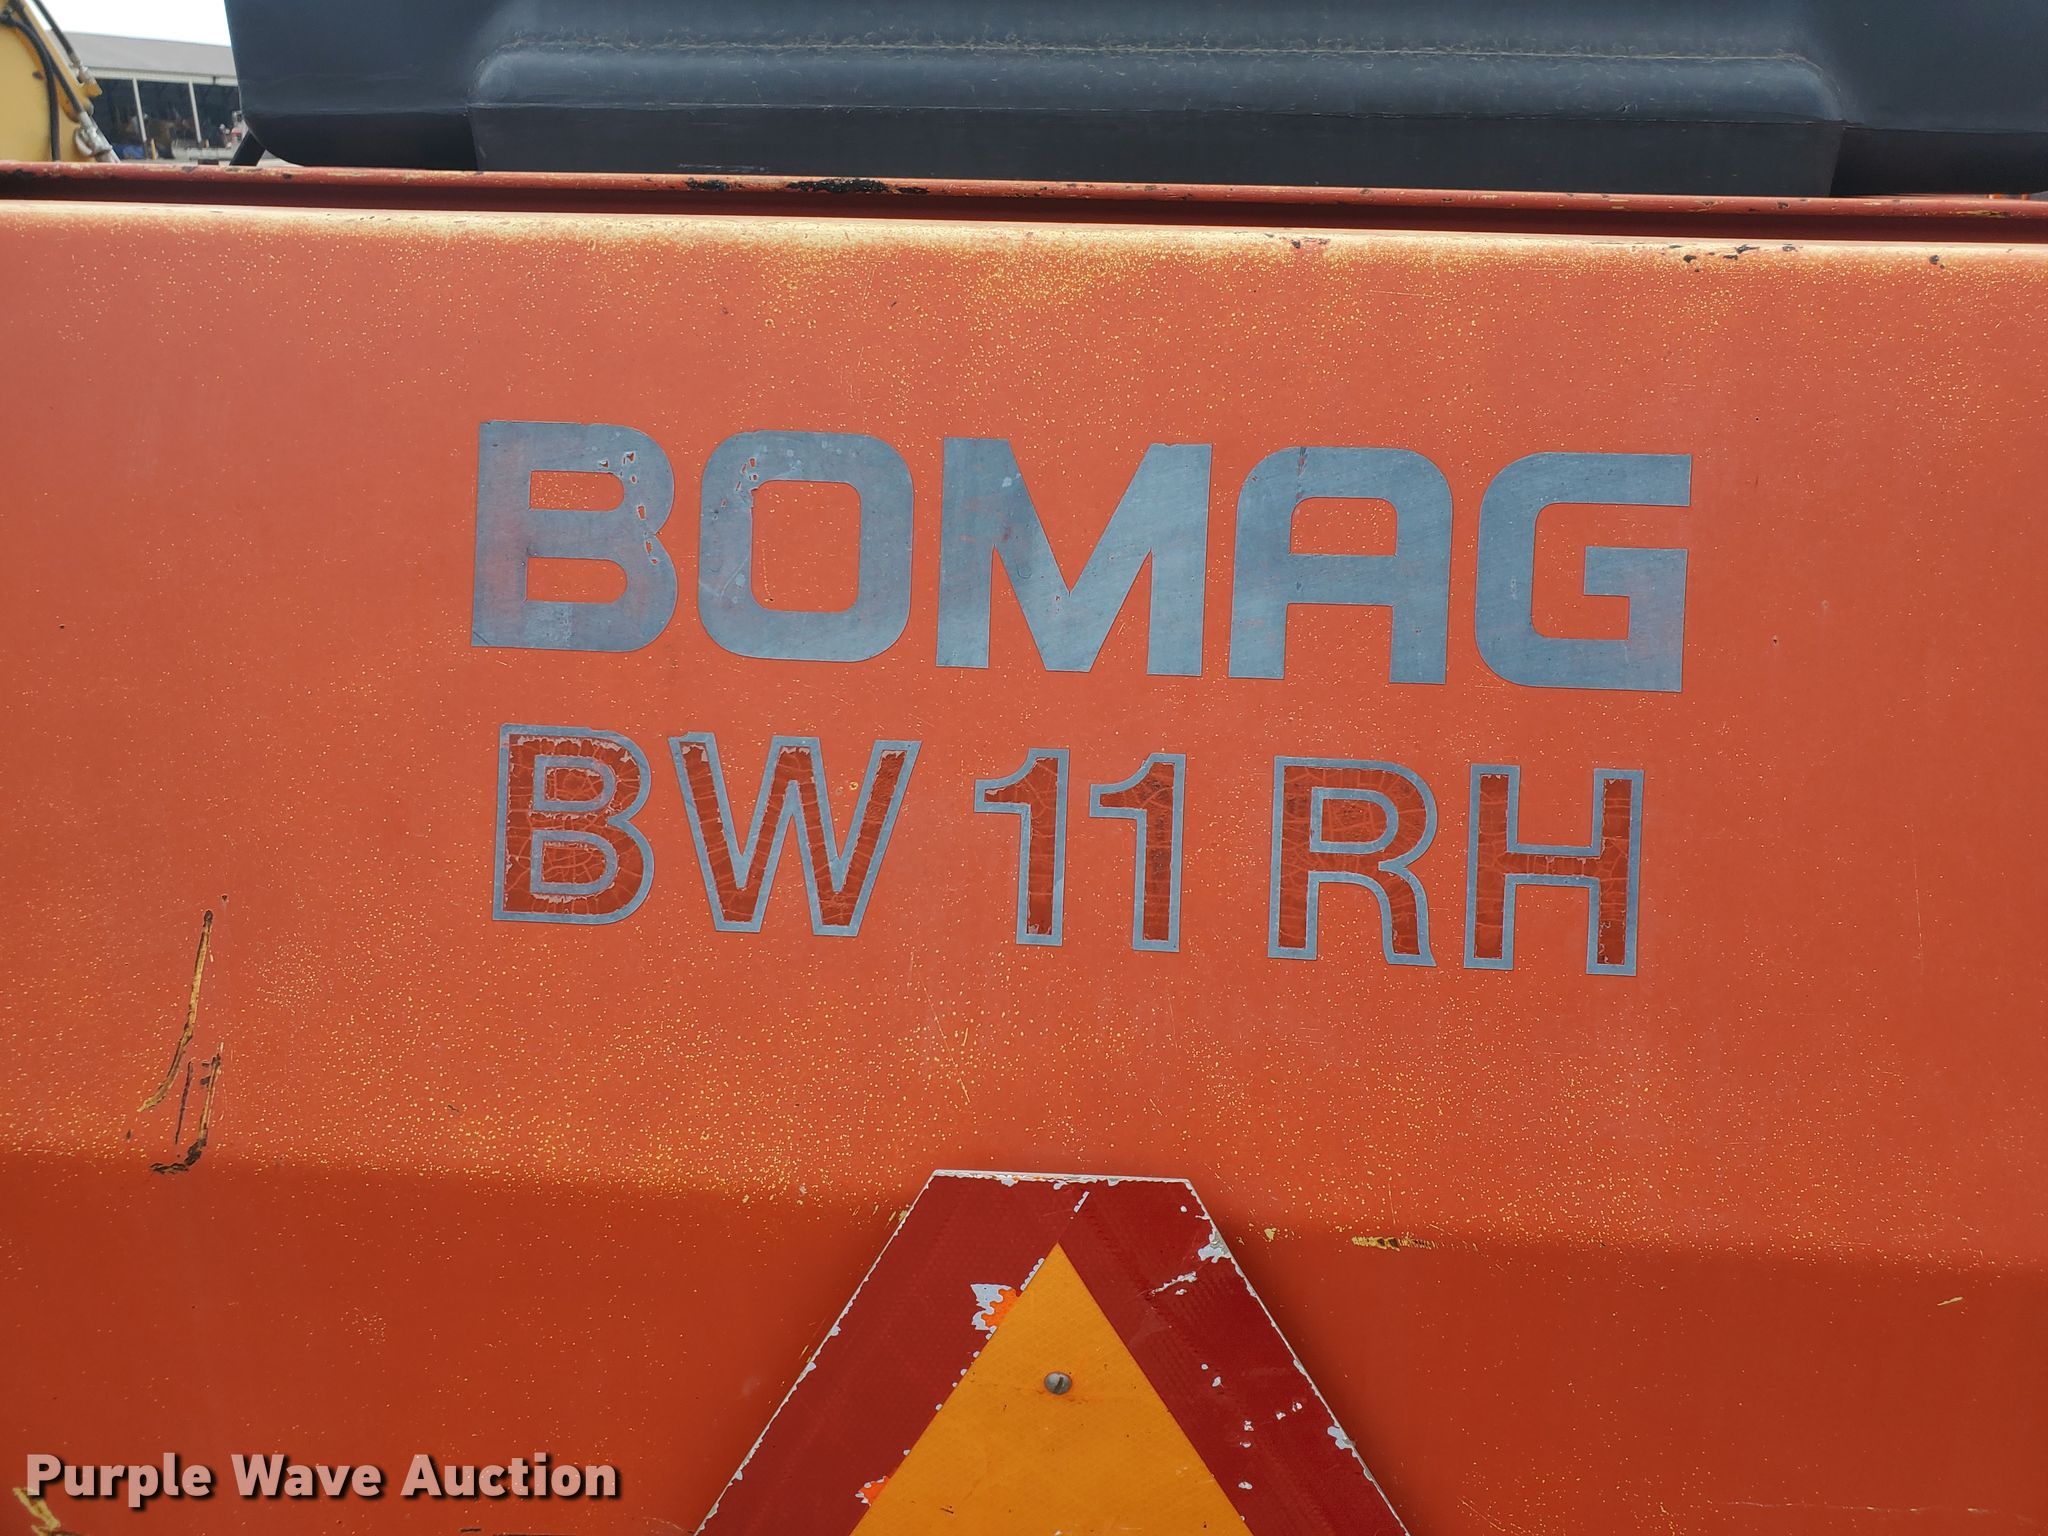 BOMAG
BW 11 RH
Purple Wave Auction